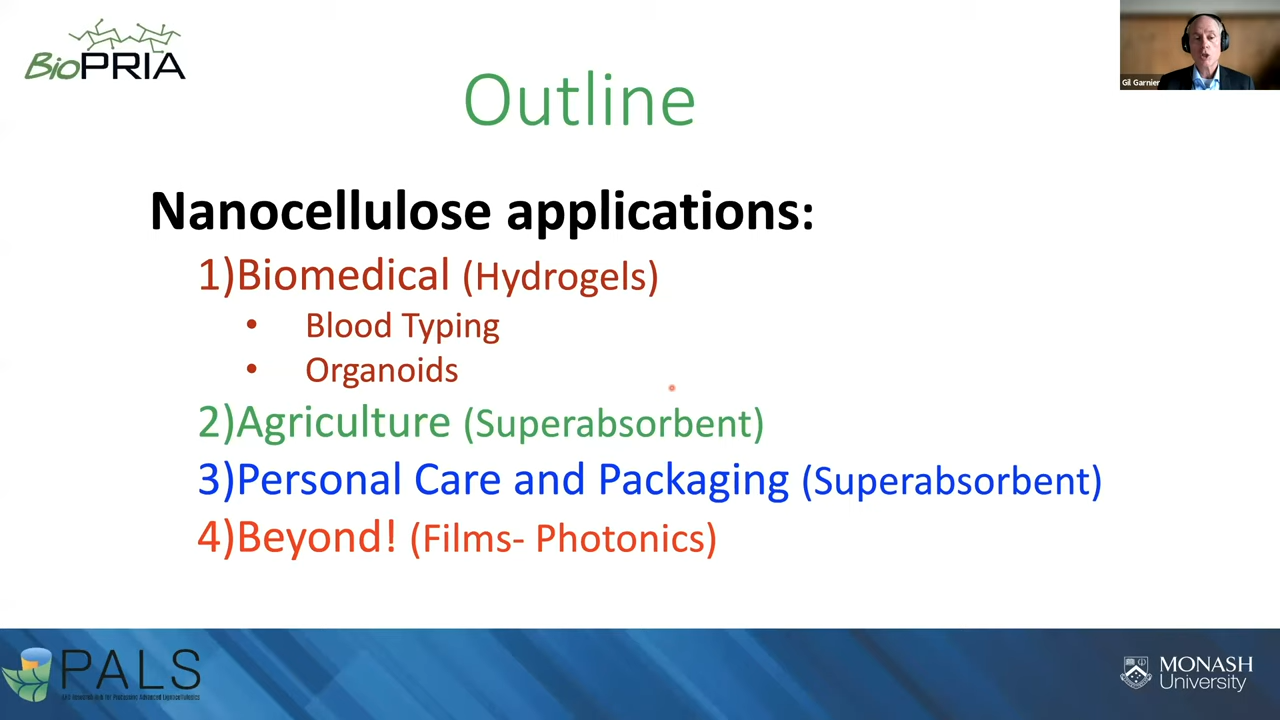 BioPRIA
Gil Garnier
Outline
Nanocellulose applications:
1)Biomedical (Hydrogels)
• Blood Typing
• Organoids
2)Agriculture (Superabsorbent)
3)Personal Care and Packaging (Superabsorbent)
4)Beyond! (Films- Photonics)
PALS
MONASH
University